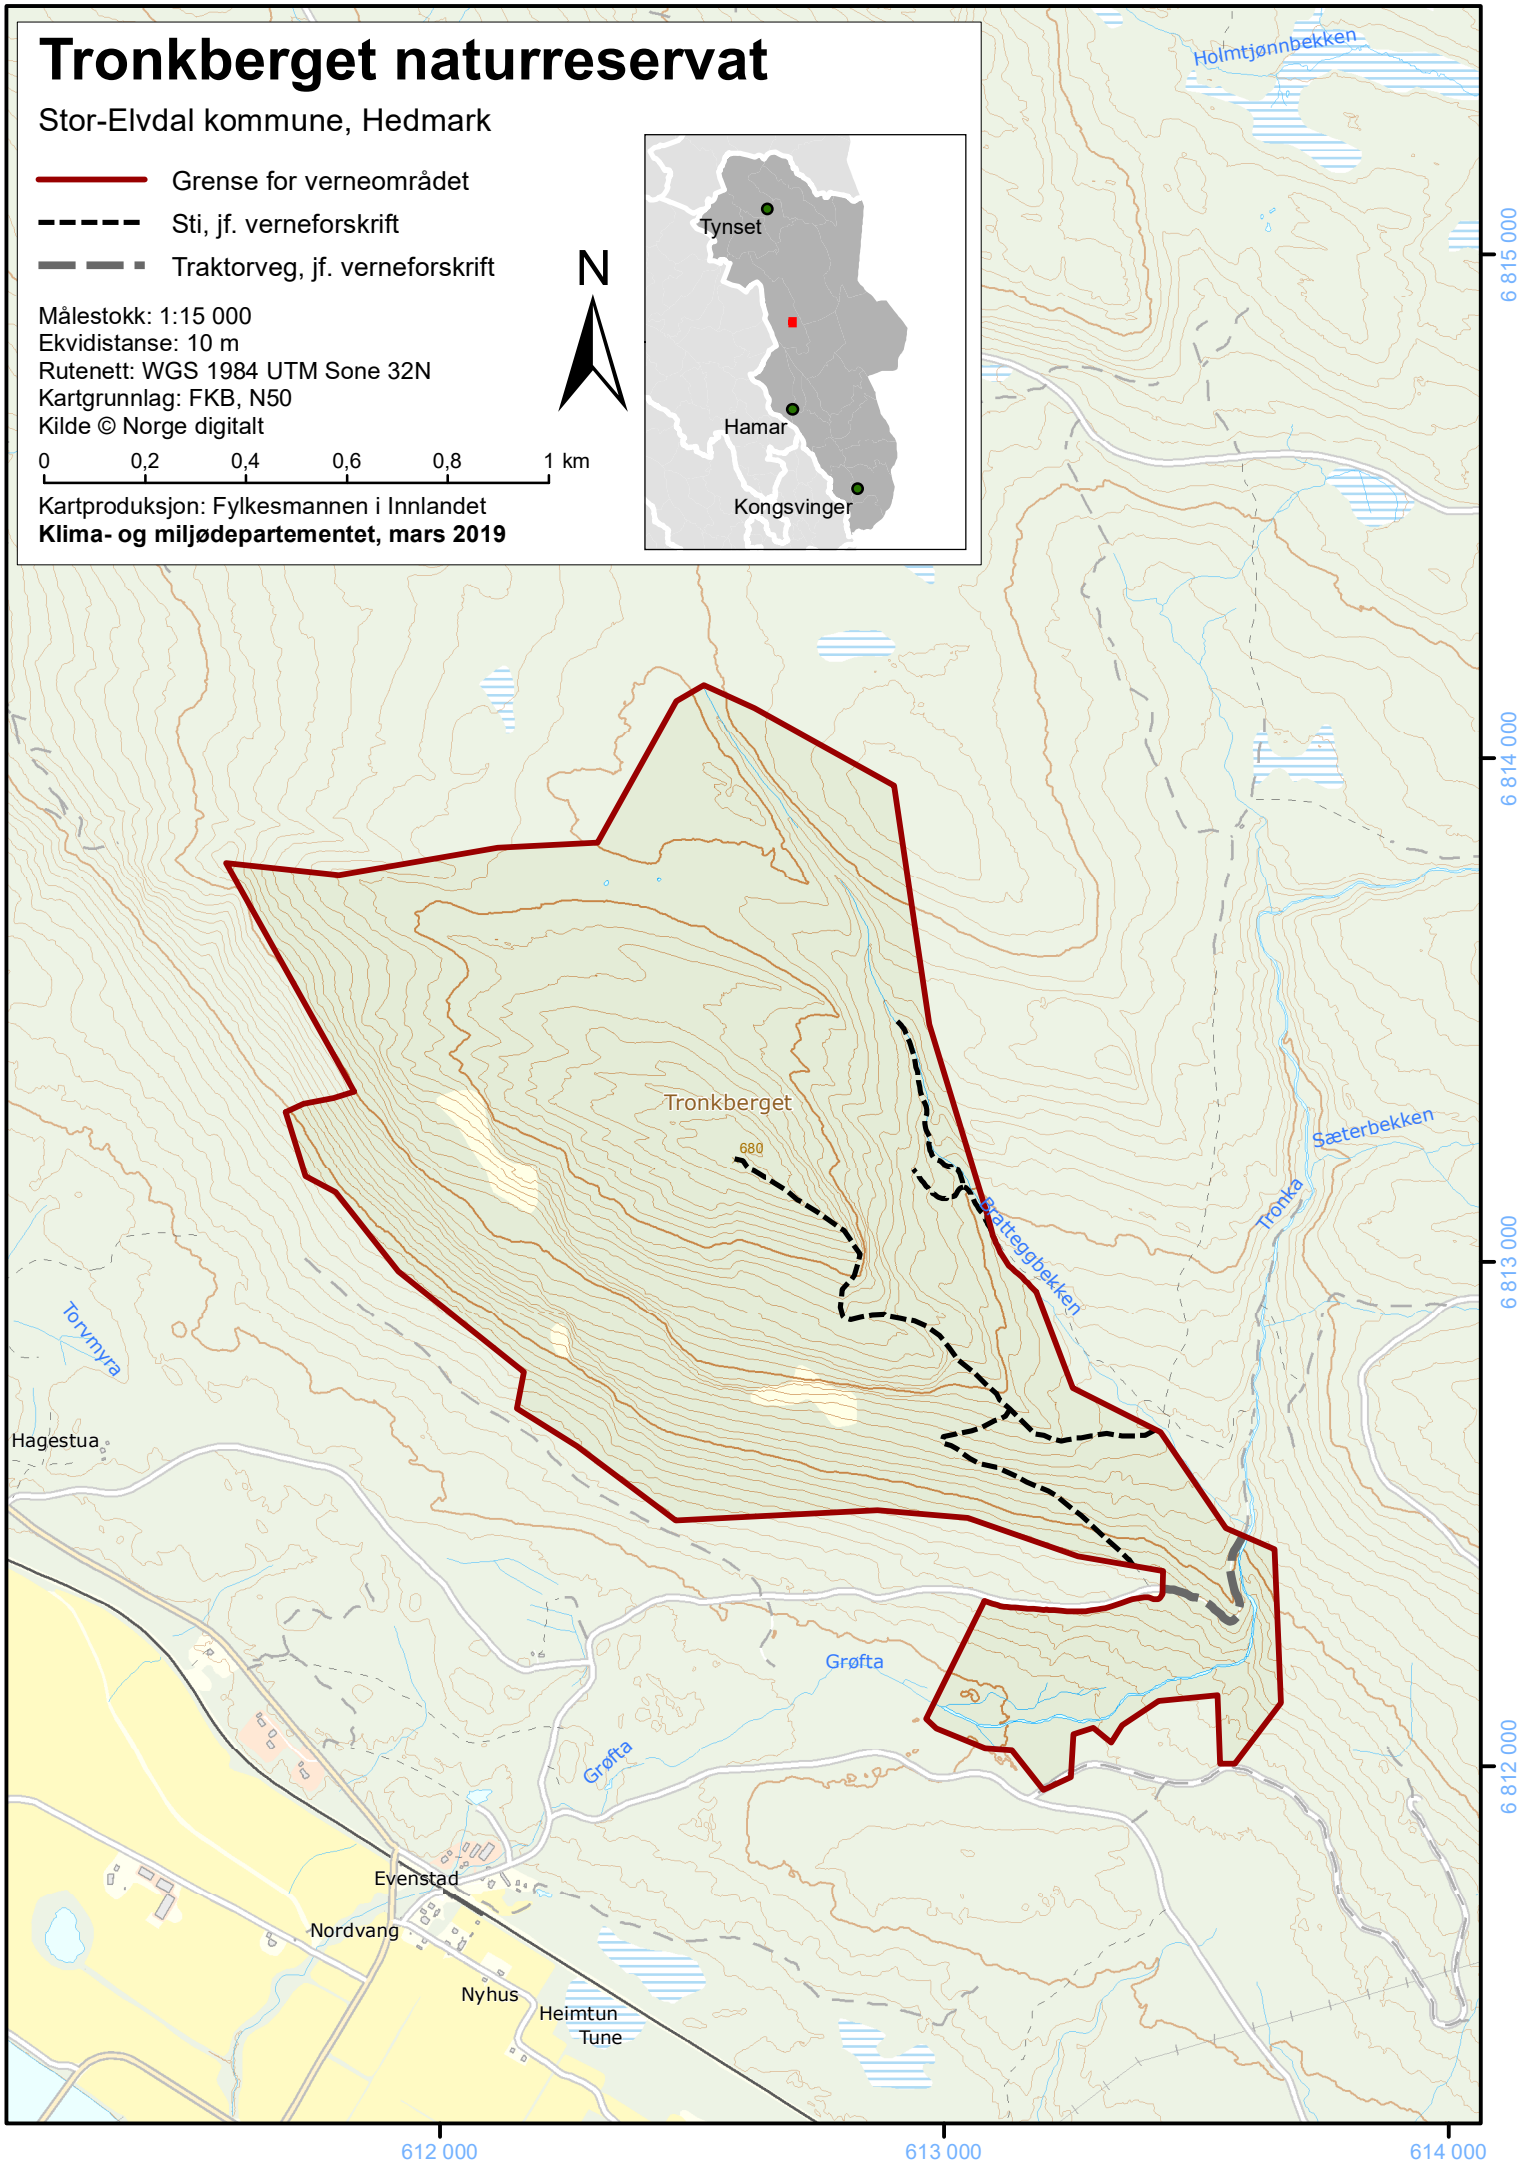 Tronkberget naturreservat
Stor-Elvdal kommune, Hedmark
Grense for verneområdet
Sti, jf. verneforskrift
Traktorveg, jf. verneforskrift
Målestokk: 1:15 000
Ekvidistanse: 10 m
Rutenett: WGS 1984 UTM Sone 32N
Kartgrunnlag: FKB, N50
Kilde © Norge digitalt
0 0,2 0,4 0,6 0,8 1 km
Kartproduksjon: Fylkesmannen i Innlandet
Klima- og miljødepartementet, mars 2019
N
Tynset
Hamar
Kongsvinger
Holmtjønnbekken
6 815 000
6 814 000
Tronkberget
680
Sæterbekken
Tronka
Bratteggbekken
6 813 000
Torvmyra
Hagestua
Grøfta
Grøfta
6 812 000
Evenstad
Nordvang
Nyhus
Heimtun
Tune
612 000
613 000
614 000